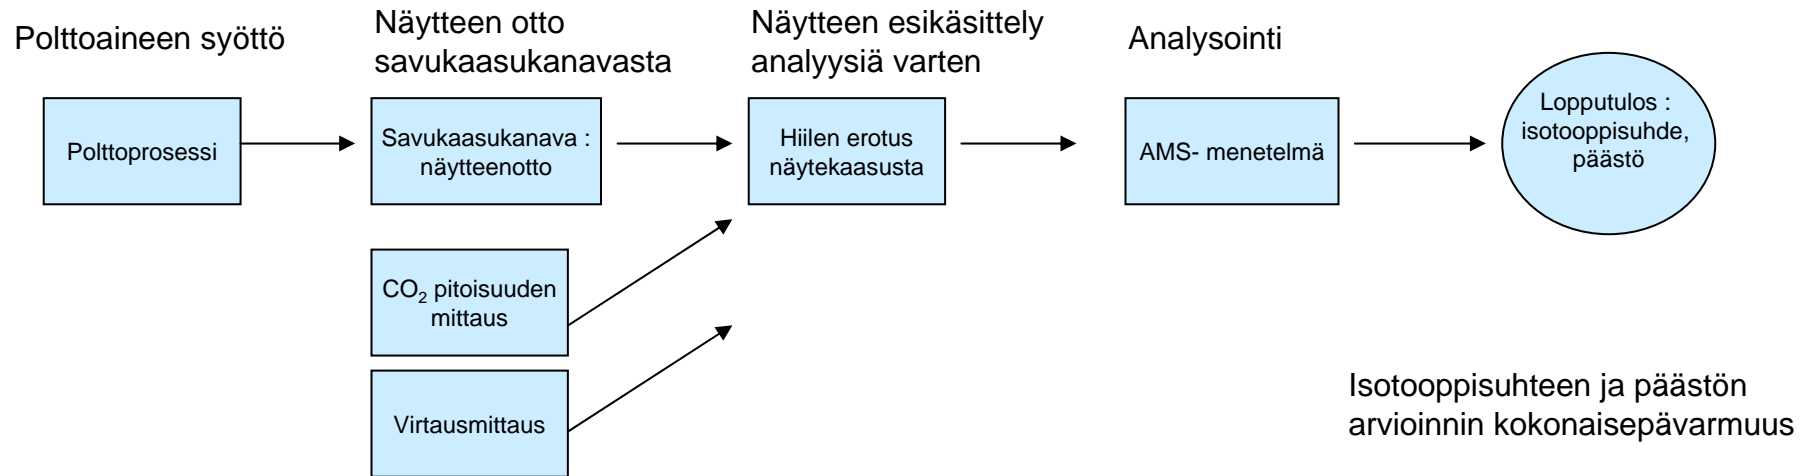 Polttoaineen syöttö
Näytteen otto
savukaasukanavasta
Näytteen esikäsittely
analyysiä varten
Analysointi
Polttoprosessi
Savukaasukanava :
näytteenotto
Hiilen erotus
näytekaasusta
AMS- menetelmä
Lopputulos :
isotooppisuhde,
päästö
CO₂ pitoisuuden
mittaus
Virtausmittaus
Isotooppisuhteen ja päästön
arvioinnin kokonaisepävarmuus